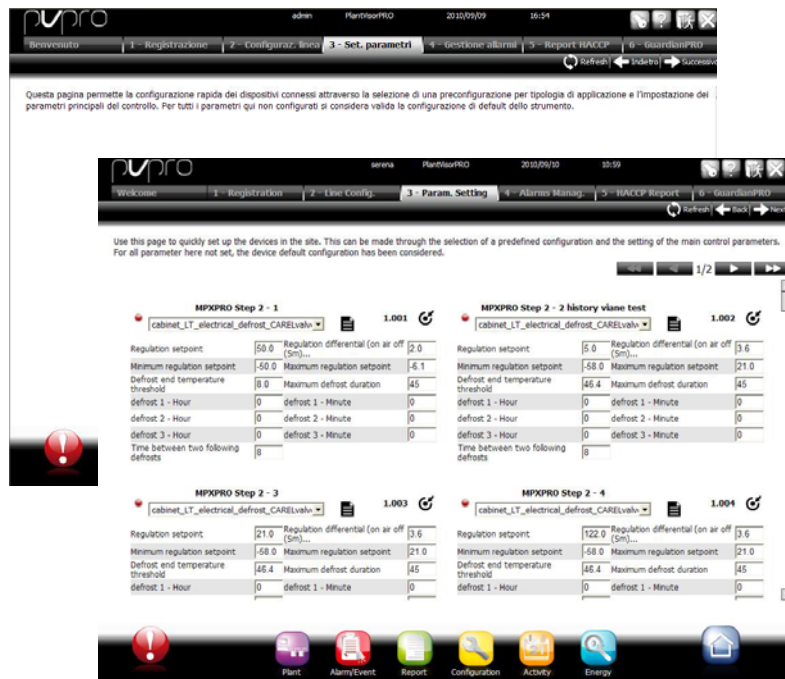 pvpro
admin PlantVisorPRO 2010/09/09 16:54
Benvenuto 1 - Registrazione 2 - Configuraz. linea 3 - Set. parametri 4 - Gestione allarmi 5 - Report HACCP 6 - GuardianPRO
Refresh Indietro Successivo
Questa pagina permette la configurazione rapida dei dispositivi connessi attraverso la selezione di una preconfigurazione per tipologia di applicazione e l'impostazione dei
parametri principali del controllo. Per tutti i parametri qui non configurati si considera valida la configurazione di default dello strumento.
pvpro
serena PlantVisorPRO 2010/09/10 10:59
Welcome 1 - Registration 2 - Line Config. 3 - Param. Setting 4 - Alarms Manag. 5 - HACCP Report 6 - GuardianPRO
Refresh Back Next
Use this page to quickly set up the devices in the site. This can be made through the selection of a predefined configuration and the setting of the main control parameters.
For all parameter here not set, the device default configuration has been considered.
1/2
MPXPRO Step 2 - 1
cabinet_LT_electrical_defrost_CARELvalv 1.001
Regulation setpoint 50.0 Regulation differential (on air off (Sm)... 2.0
Minimum regulation setpoint -50.0 Maximum regulation setpoint -6.1
Defrost end temperature threshold 8.0 Maximum defrost duration 45
defrost 1 - Hour 0 defrost 1 - Minute 0
defrost 2 - Hour 0 defrost 2 - Minute 0
defrost 3 - Hour 0 defrost 3 - Minute 0
Time between two following defrosts 8
MPXPRO Step 2 - 2 history viane test
cabinet_LT_electrical_defrost_CARELvalv 1.002
Regulation setpoint 5.0 Regulation differential (on air off (Sm)... 3.6
Minimum regulation setpoint -58.0 Maximum regulation setpoint 21.0
Defrost end temperature threshold 46.4 Maximum defrost duration 45
defrost 1 - Hour 0 defrost 1 - Minute 0
defrost 2 - Hour 0 defrost 2 - Minute 0
defrost 3 - Hour 0 defrost 3 - Minute 0
Time between two following defrosts 8
MPXPRO Step 2 - 3
cabinet_LT_electrical_defrost_CARELvalv 1.003
Regulation setpoint 21.0 Regulation differential (on air off (Sm)... 3.6
Minimum regulation setpoint -58.0 Maximum regulation setpoint 21.0
Defrost end temperature threshold 46.4 Maximum defrost duration 45
defrost 1 - Hour 0 defrost 1 - Minute 0
MPXPRO Step 2 - 4
cabinet_LT_electrical_defrost_CARELvalv 1.004
Regulation setpoint 122.0 Regulation differential (on air off (Sm)... 3.6
Minimum regulation setpoint -58.0 Maximum regulation setpoint 21.0
Defrost end temperature threshold 46.4 Maximum defrost duration 45
defrost 1 - Hour 0 defrost 1 - Minute 0
Plant Alarm/Event Report Configuration Activity Energy